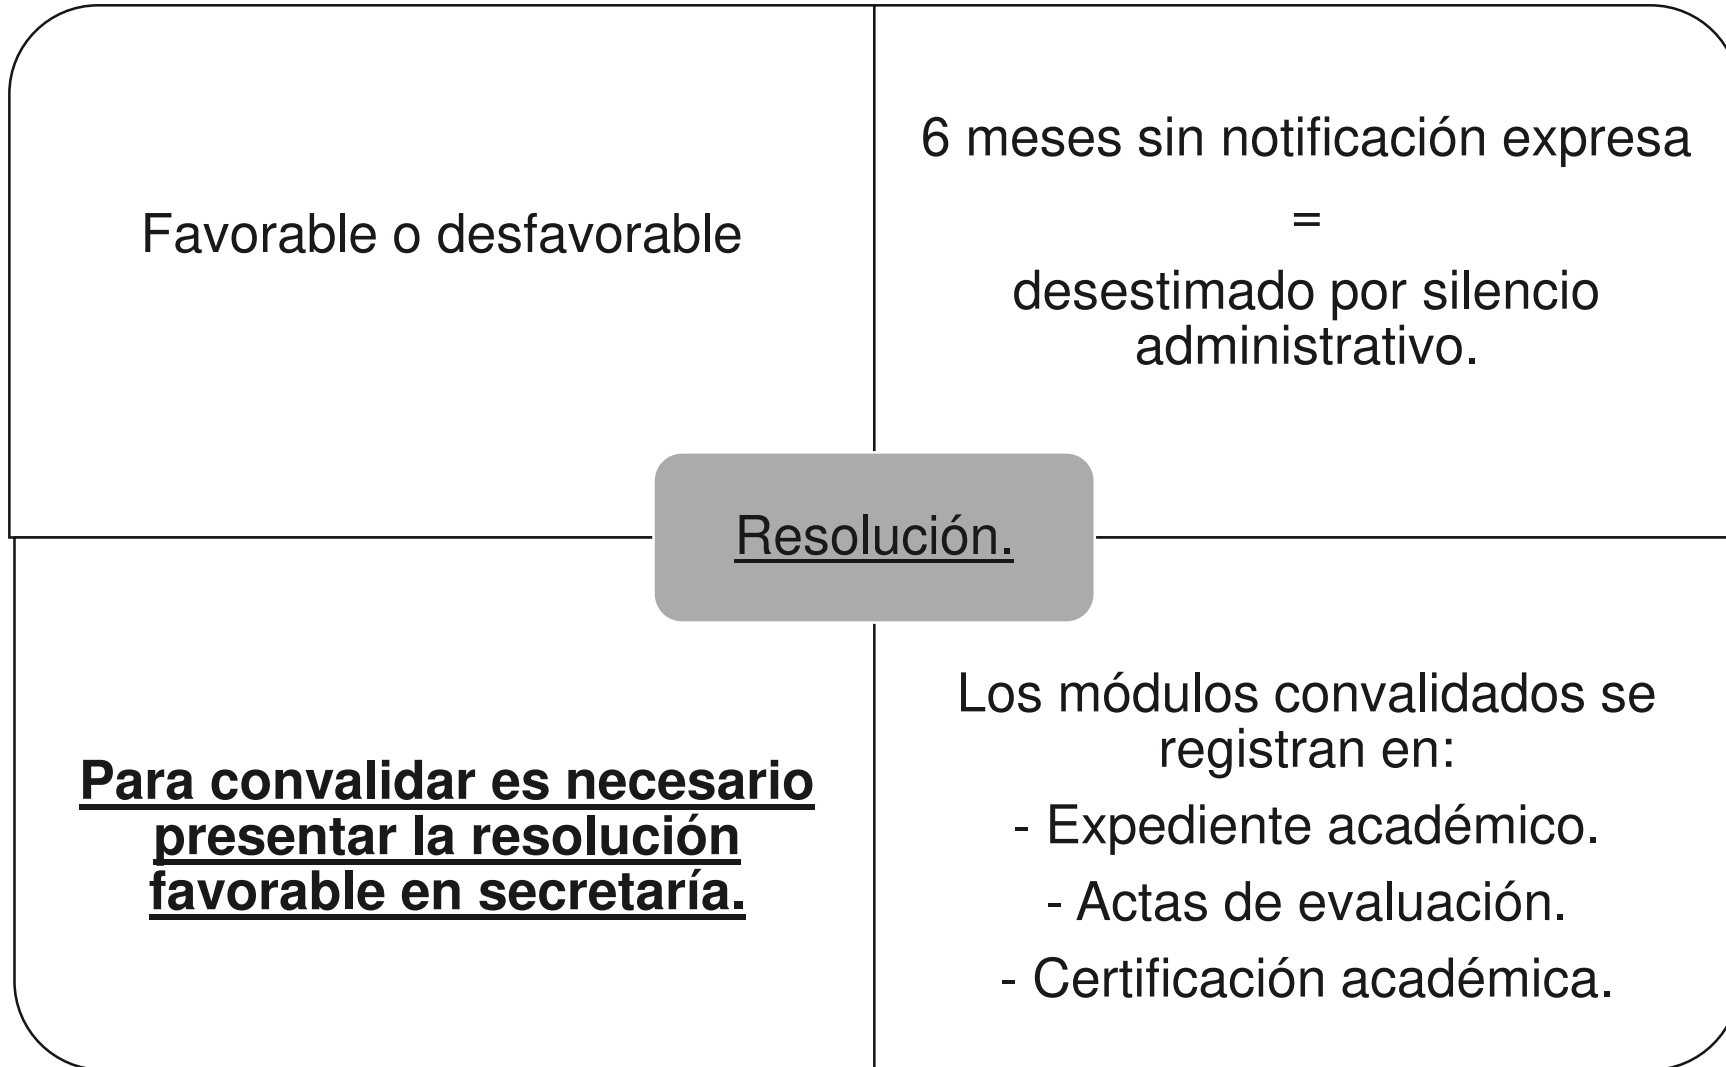 Favorable o desfavorable
6 meses sin notificación expresa
=
desestimado por silencio
administrativo.
Resolución.
Para convalidar es necesario
presentar la resolución
favorable en secretaría.
Los módulos convalidados se
registran en:
- Expediente académico.
- Actas de evaluación.
- Certificación académica.